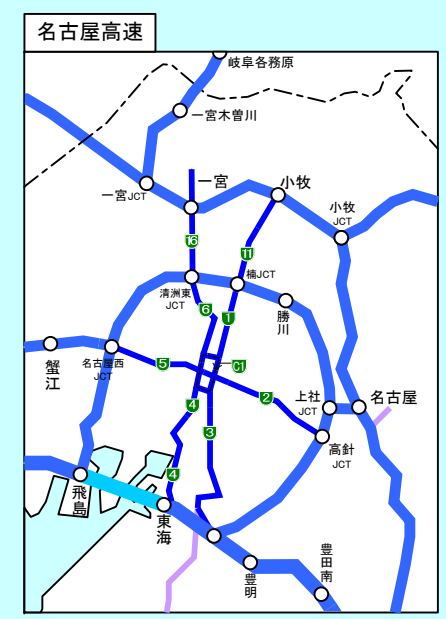 名古屋高速
岐阜各務原
一宮木曽川
一宮JCT
一宮
小牧
小牧
JCT
16
11
清洲東
JCT
楠JCT
勝川
6
1
蟹江
名古屋西
JCT
5
C1
4
2
上社
JCT
名古屋
3
高針
JCT
4
飛島
東海
豊明
豊田南